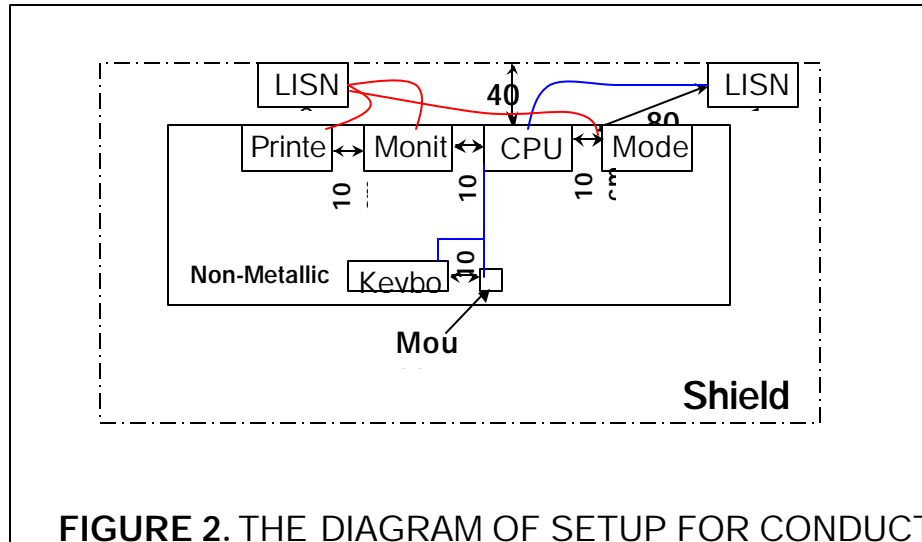 LISN LISN
40
80
Printe Monit CPU Mode
10 10 10 cm
10
Non-Metallic Keybo
Mou
Shield
FIGURE 2. THE DIAGRAM OF SETUP FOR CONDUCT